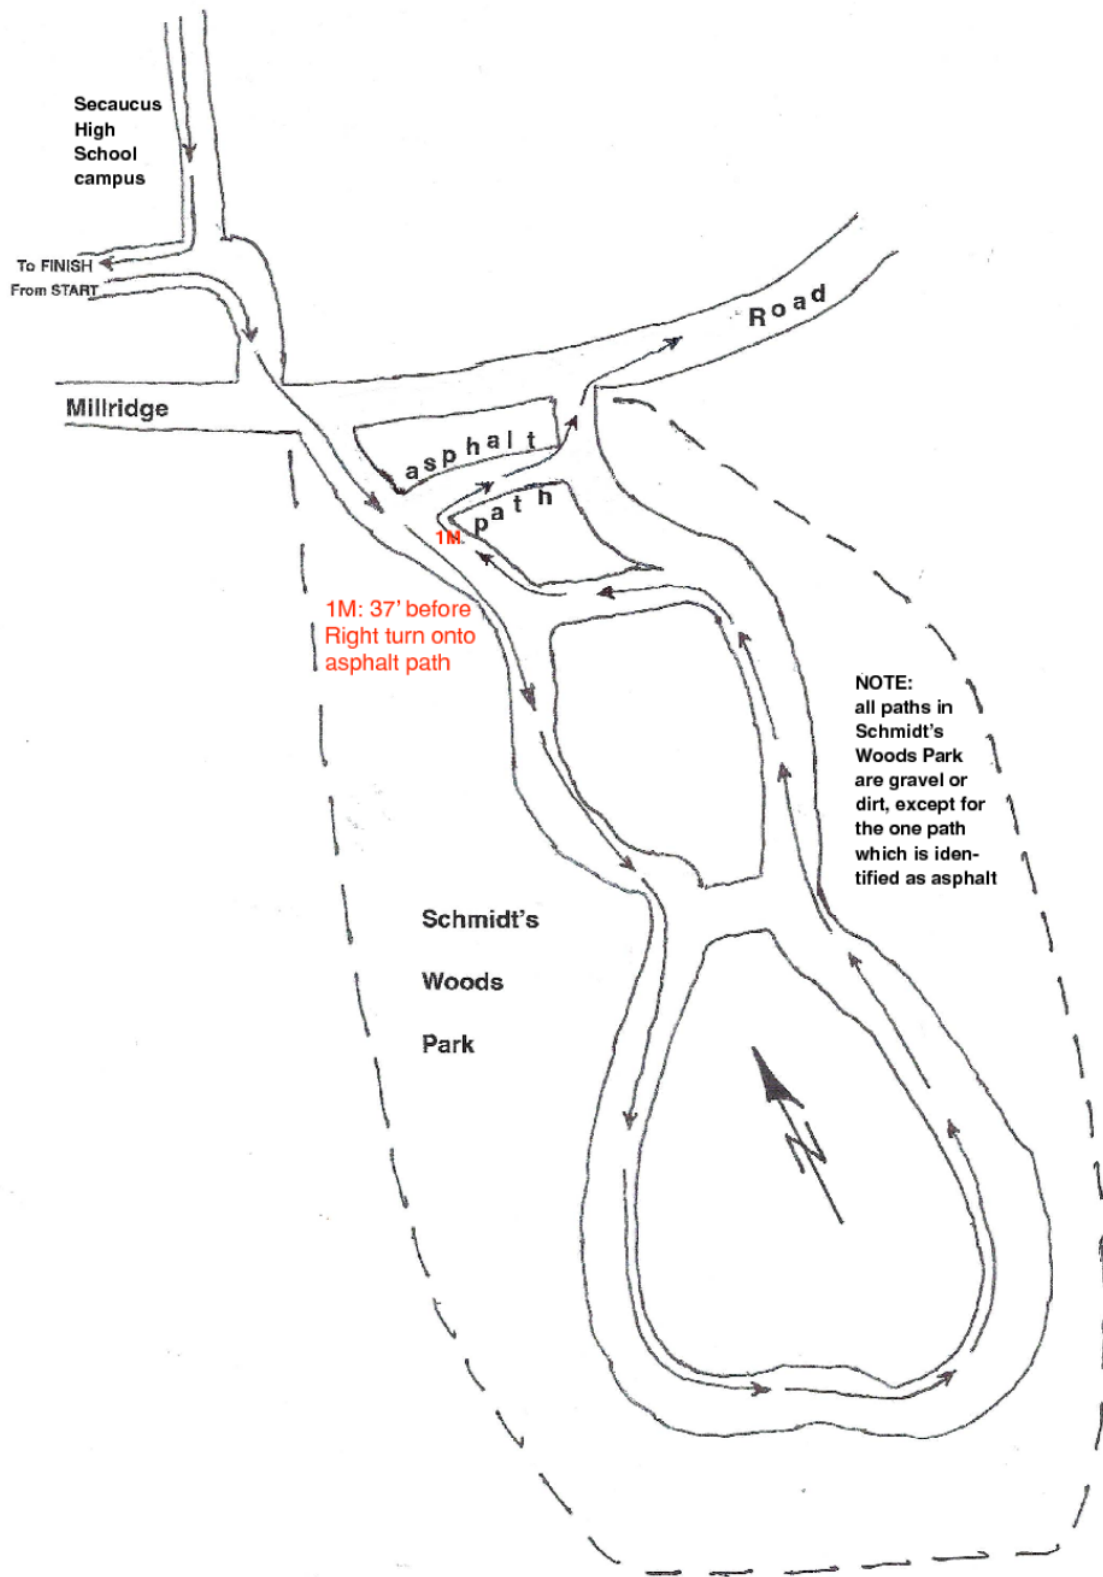 Secaucus
High
School
campus
To FINISH
From START
Road
Millridge
asphalt
path
1M.
1M: 37' before
Right turn onto
asphalt path
NOTE:
all paths in
Schmidt's
Woods Park
are gravel or
dirt, except for
the one path
which is iden-
tified as asphalt
Schmidt's
Woods
Park
N